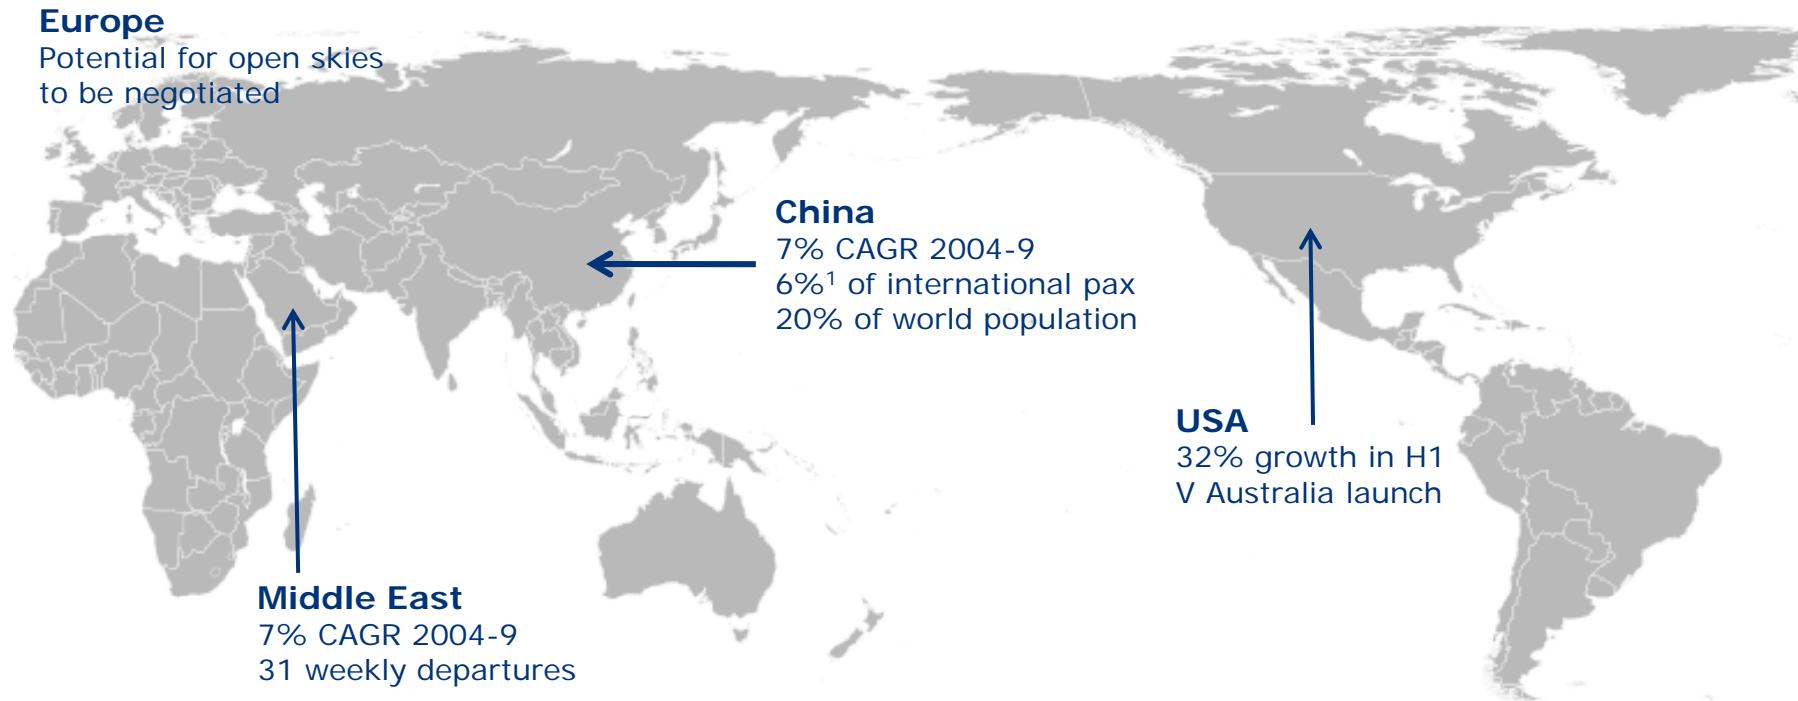 Europe
Potential for open skies
to be negotiated
China
7% CAGR 2004-9
6%¹ of international pax
20% of world population
USA
32% growth in H1
V Australia launch
Middle East
7% CAGR 2004-9
31 weekly departures